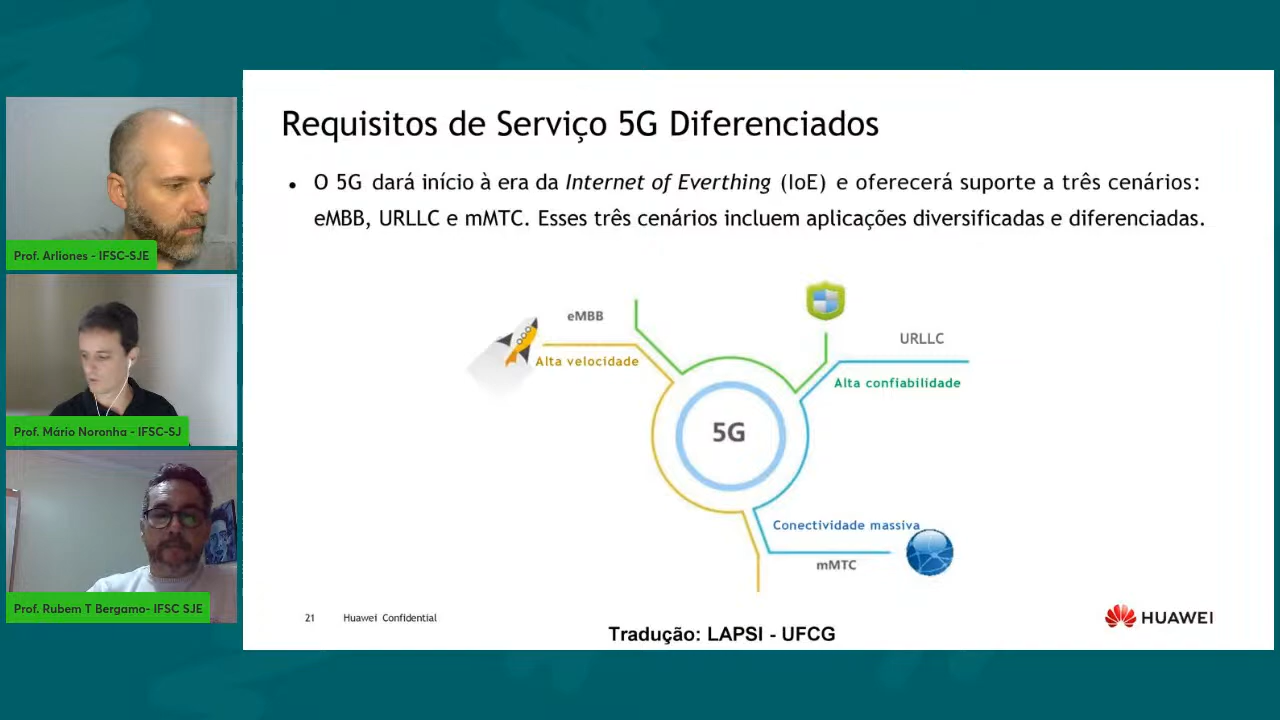 Prof. Arliones - IFSC-SJE
Prof. Mário Noronha - IFSC-SJ
Prof. Rubem T Bergamo- IFSC SJE
Requisitos de Serviço 5G Diferenciados
• O 5G dará início à era da Internet of Everthing (IoE) e oferecerá suporte a três cenários:
eMBB, URLLC e mMTC. Esses três cenários incluem aplicações diversificadas e diferenciadas.
eMBB
Alta velocidade
URLLC
Alta confiabilidade
5G
Conectividade massiva
mMTC
21 Huawei Confidential
HUAWEI
Tradução: LAPSI - UFCG